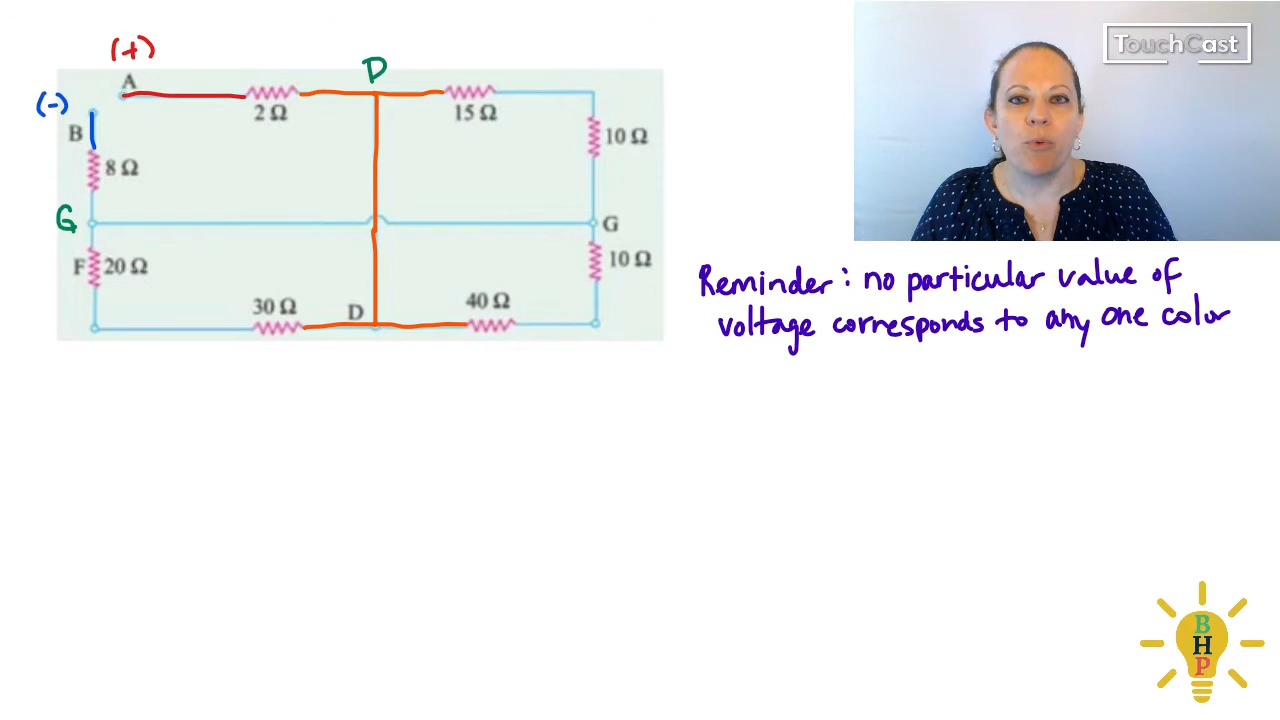 (+)
A
D
(-)
B
2 Ω
15 Ω
10 Ω
8 Ω
G
G
F
20 Ω
10 Ω
30 Ω
D
40 Ω
TouchCast
Reminder: no particular value of
voltage corresponds to any one color
B
H
P